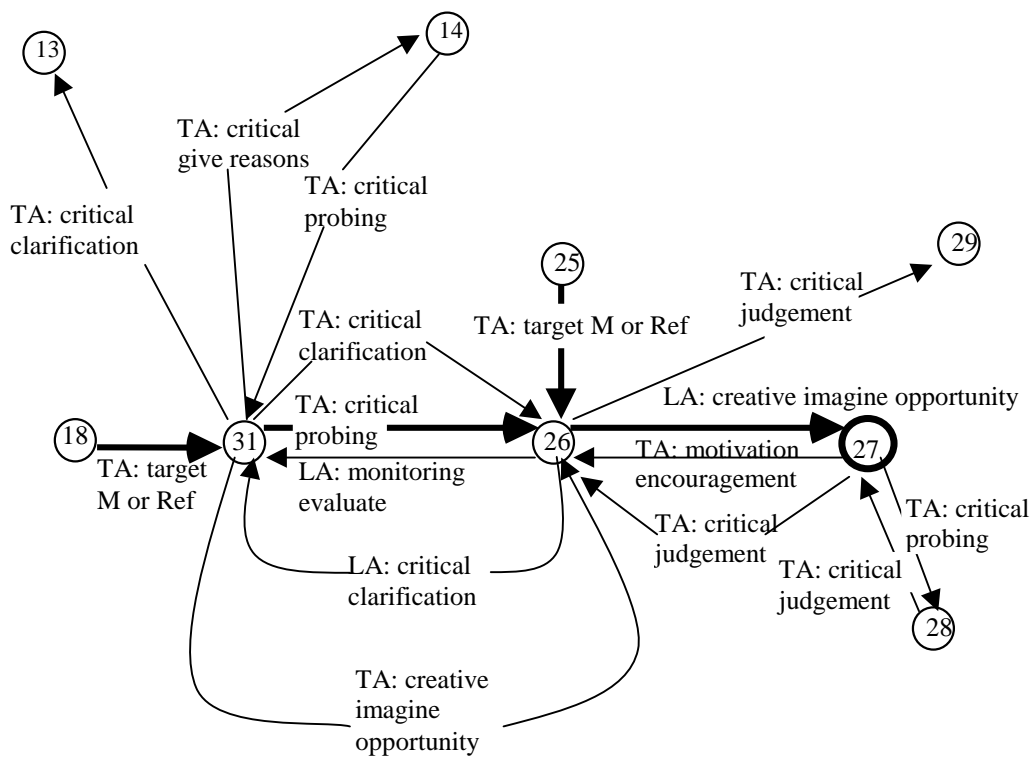 13
14
TA: critical
give reasons
TA: critical
probing
TA: critical
clarification
25
29
TA: critical
judgement
TA: critical
clarification
TA: target M or Ref
LA: creative imagine opportunity
TA: critical
probing
18
31
26
27
TA: target
M or Ref
LA: monitoring
evaluate
TA: motivation
encouragement
TA: critical
judgement
TA: critical
probing
LA: critical
clarification
TA: critical
judgement
28
TA: creative
imagine
opportunity